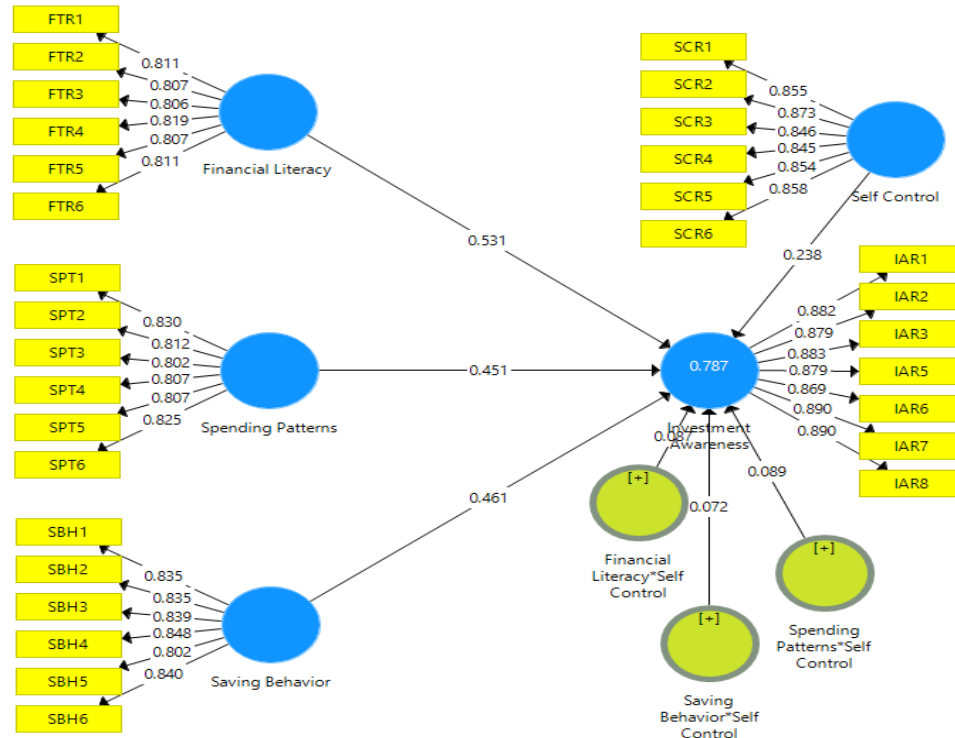 FTR1
FTR2
FTR3
FTR4
FTR5
FTR6
0.811
0.807
0.806
0.819
0.807
0.811
Financial Literacy
SCR1
SCR2
SCR3
SCR4
SCR5
SCR6
0.855
0.873
0.846
0.845
0.854
0.858
Self Control
0.531
0.238
SPT1
SPT2
SPT3
SPT4
SPT5
SPT6
0.830
0.812
0.802
0.807
0.807
0.825
Spending Patterns
0.451
0.787
Investment
Awareness
0.882
0.879
0.883
0.879
0.869
0.890
0.890
IAR1
IAR2
IAR3
IAR5
IAR6
IAR7
IAR8
SBH1
SBH2
SBH3
SBH4
SBH5
SBH6
0.835
0.835
0.839
0.848
0.802
0.840
Saving Behavior
0.461
0.087
0.072
0.089
[+]
Financial
Literacy*Self
Control
[+]
Saving
Behavior*Self
Control
[+]
Spending
Patterns*Self
Control